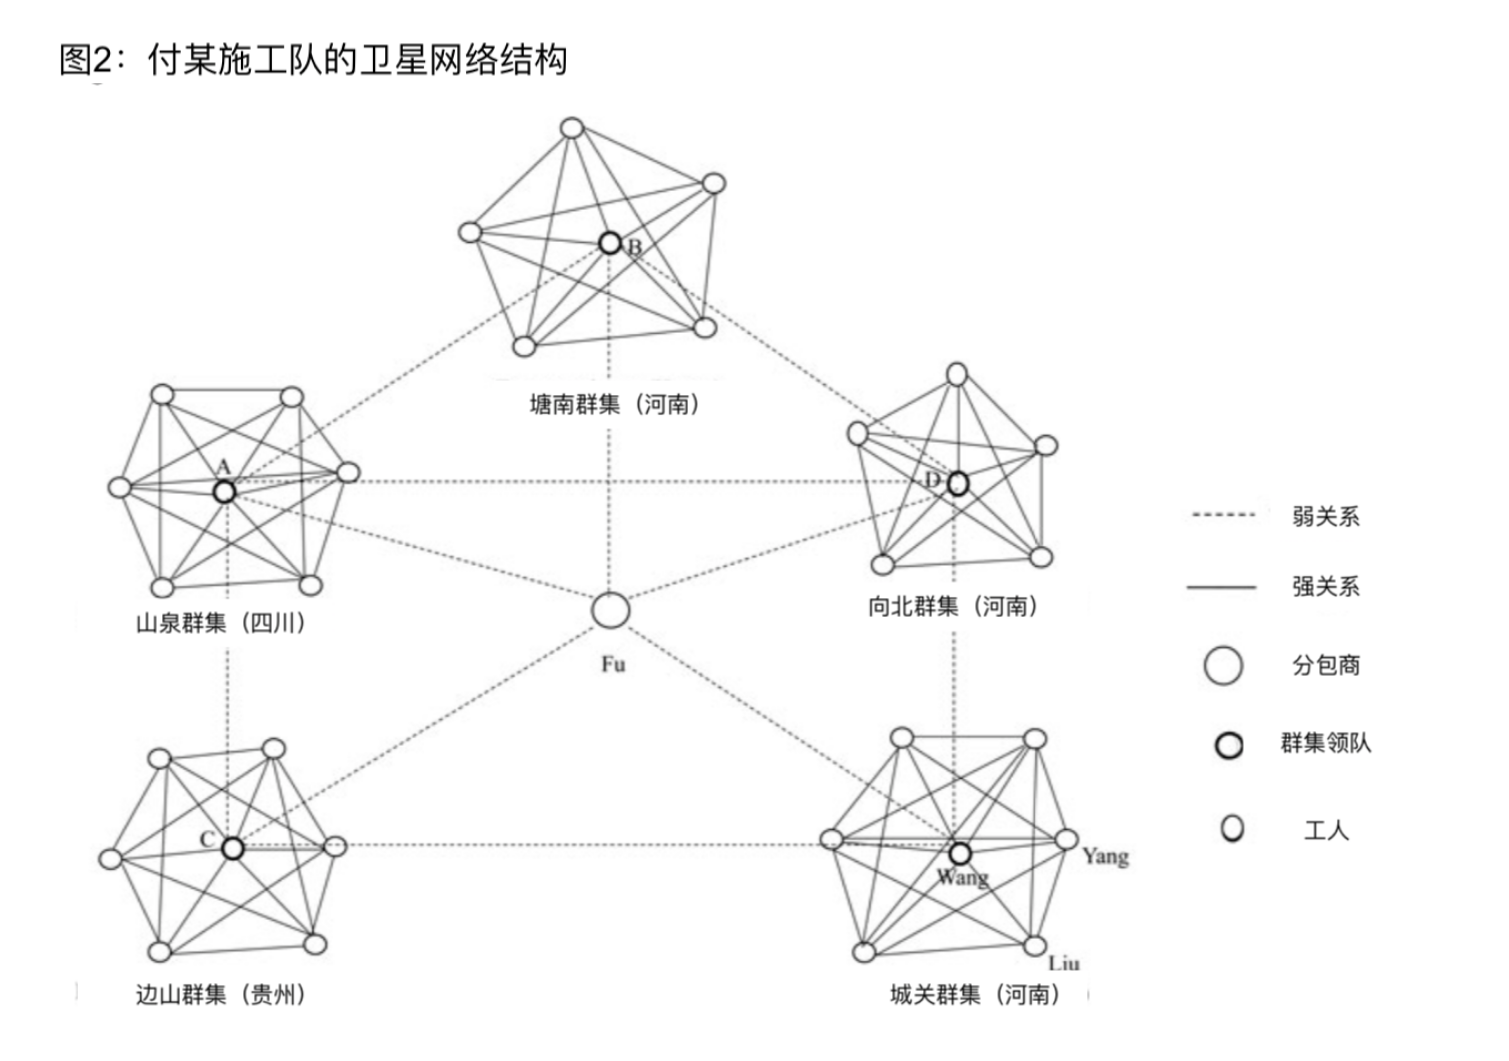 图2：付某施工队的卫星网络结构
B
塘南群集（河南）
A
D
山泉群集（四川）
向北群集（河南）
Fu
弱关系
强关系
分包商
群集领队
工人
C
Wang
Yang
Liu
边山群集（贵州）
城关群集（河南）